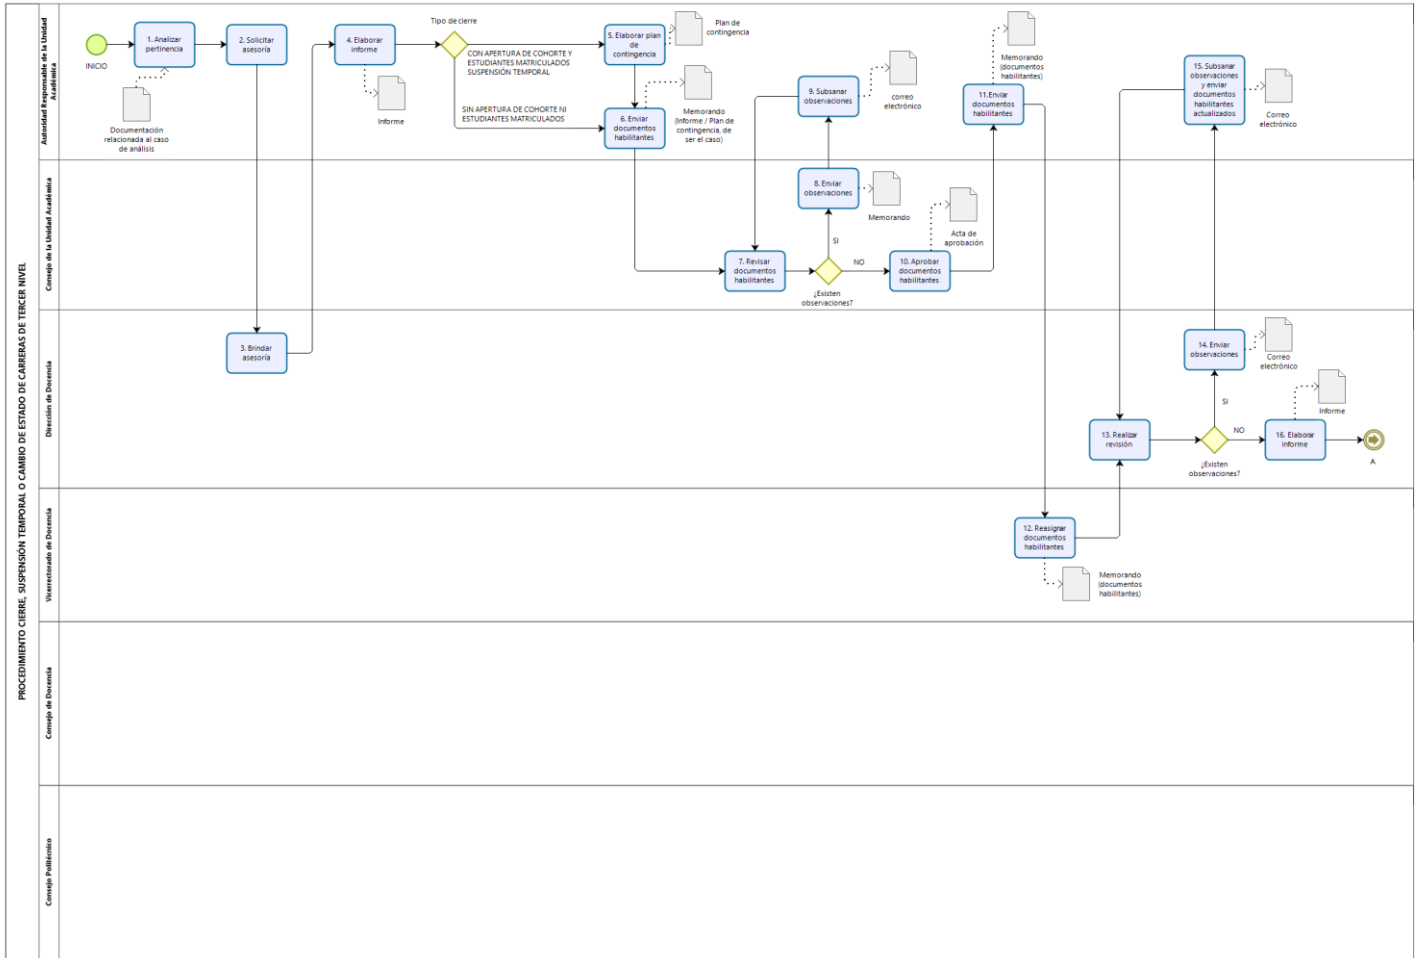 PROCEDIMIENTO CIERRE, SUSPENSIÓN TEMPORAL O CAMBIO DE ESTADO DE CARRERAS DE TERCER NIVEL
Autoridad Responsable de la Unidad
Académica
INICIO
1. Analizar
pertinencia
Documentación
relacionada al caso
de análisis
2. Solicitar
asesoría
4. Elaborar
informe
Informe
Tipo de cierre
CON APERTURA DE COHORTE Y
ESTUDIANTES MATRICULADOS
SUSPENSIÓN TEMPORAL
SIN APERTURA DE COHORTE NI
ESTUDIANTES MATRICULADOS
5. Elaborar plan
de
contingencia
Plan de
contingencia
6. Enviar
documentos
habilitantes
Memorando
(Informe / Plan de
contingencia, de
ser el caso)
9. Subsanar
observaciones
correo
electrónico
11.Enviar
documentos
habilitantes
Memorando
(documentos
habilitantes)
15. Subsanar
observaciones
y enviar
documentos
habilitantes
actualizados
Correo
electrónico
Consejo de la Unidad Académica
7. Revisar
documentos
habilitantes
¿Existen
observaciones?
SI
NO
8. Enviar
observaciones
Memorando
10. Aprobar
documentos
habilitantes
Acta de
aprobación
Dirección de Docencia
3. Brindar
asesoría
13. Realizar
revisión
¿Existen
observaciones?
SI
NO
14. Enviar
observaciones
Correo
electrónico
16. Elaborar
informe
Informe
A
Vicerrectorado de Docencia
12. Reasignar
documentos
habilitantes
Memorando
(documentos
habilitantes)
Consejo de Docencia
Consejo Politécnico